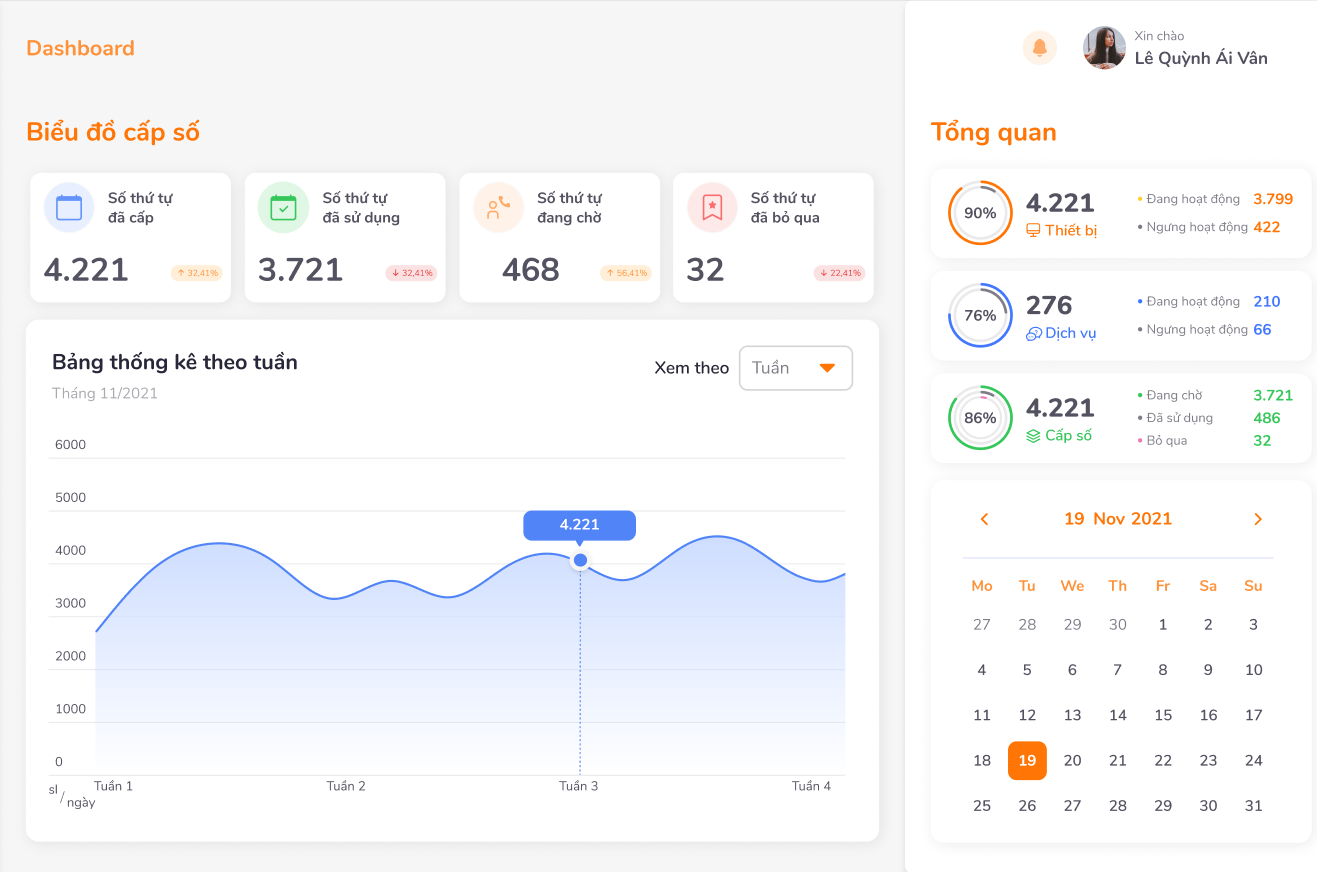 Dashboard
Xin chào
Lê Quỳnh Ái Vân
Biểu đồ cấp số
Số thứ tự
đã cấp
4.221
32,41%
Số thứ tự
đã sử dụng
3.721
32,41%
Số thứ tự
đang chờ
468
56,41%
Số thứ tự
đã bỏ qua
32
22,41%
Bảng thống kê theo tuần
Tháng 11/2021
Xem theo
Tuần
6000
5000
4000
3000
2000
1000
0
4.221
sl / ngày
Tuần 1
Tuần 2
Tuần 3
Tuần 4
Tổng quan
90%
4.221
Thiết bị
Đang hoạt động 3.799
Ngưng hoạt động 422
76%
276
Dịch vụ
Đang hoạt động 210
Ngưng hoạt động 66
86%
4.221
Cấp số
Đang chờ 3.721
Đã sử dụng 486
Bỏ qua 32
19 Nov 2021
Mo Tu We Th Fr Sa Su
27 28 29 30 1 2 3
4 5 6 7 8 9 10
11 12 13 14 15 16 17
18 19 20 21 22 23 24
25 26 27 28 29 30 31